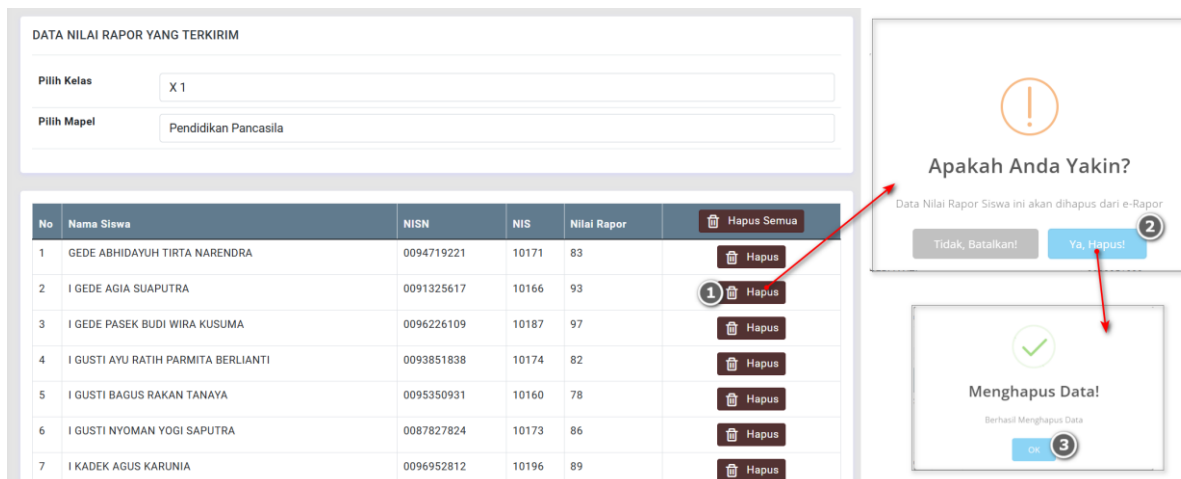 DATA NILAI RAPOR YANG TERKIRIM
Pilih Kelas X 1
Pilih Mapel Pendidikan Pancasila
No Nama Siswa NISN NIS Nilai Rapor Hapus Semua
1 GEDE ABHIDAYUH TIRTA NARENDRA 0094719221 10171 83 Hapus
2 I GEDE AGIA SUAPUTRA 0091325617 10166 93 1 Hapus
3 I GEDE PASEK BUDI WIRA KUSUMA 0096226109 10187 97 Hapus
4 I GUSTI AYU RATIH PARMITA BERLIANTI 0093851838 10174 82 Hapus
5 I GUSTI BAGUS RAKAN TANAYA 0095350931 10160 78 Hapus
6 I GUSTI NYOMAN YOGI SAPUTRA 0087827824 10173 86 Hapus
7 I KADEK AGUS KARUNIA 0096952812 10196 89 Hapus
Apakah Anda Yakin?
Data Nilai Rapor Siswa ini akan dihapus dari e-Rapor
2
Tidak, Batalkan! Ya, Hapus!
Menghapus Data!
Berhasil Menghapus Data
OK 3